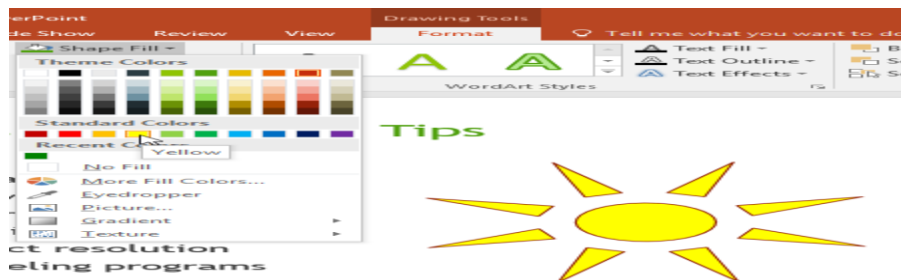 erPoint Drawing Tools
de Show Review View Format Tell me what you want to do
Shape Fill Text Fill
Text Outline
Text Effects
WordArt Styles
Theme Colors
Standard Colors
Recent
Yellow
No Fill
More Fill Colors...
Eyedropper
Picture...
Gradient
Texture
Tips
ct resolution
eling programs